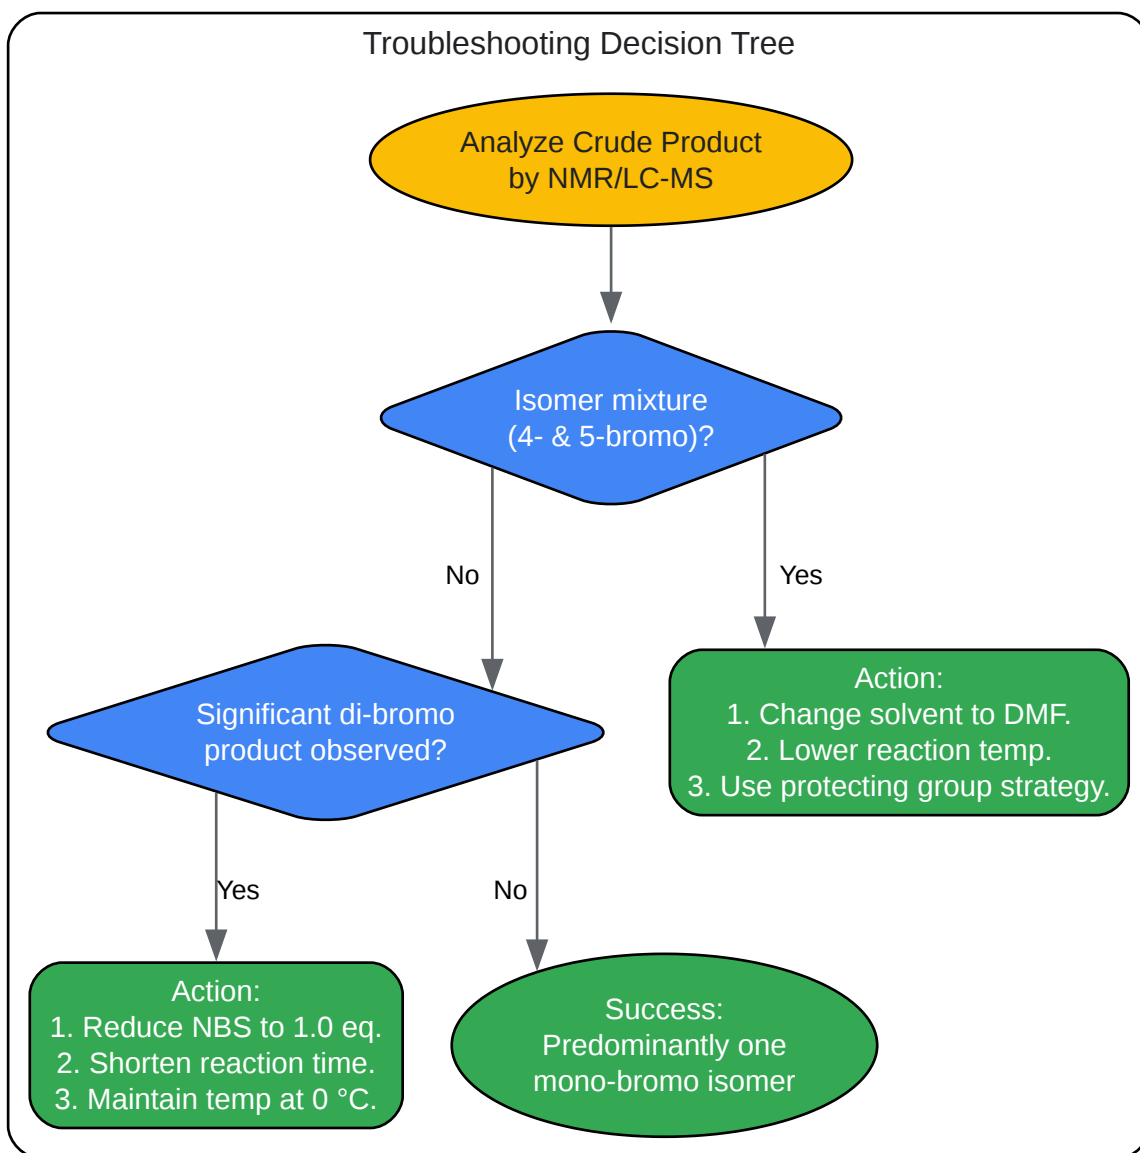 Troubleshooting Decision Tree
Analyze Crude Product
by NMR/LC-MS
Isomer mixture
(4- & 5-bromo)?
No
Yes
Significant di-bromo
product observed?
Action:
1. Change solvent to DMF.
2. Lower reaction temp.
3. Use protecting group strategy.
Yes
No
Action:
1. Reduce NBS to 1.0 eq.
2. Shorten reaction time.
3. Maintain temp at 0 °C.
Success:
Predominantly one
mono-bromo isomer